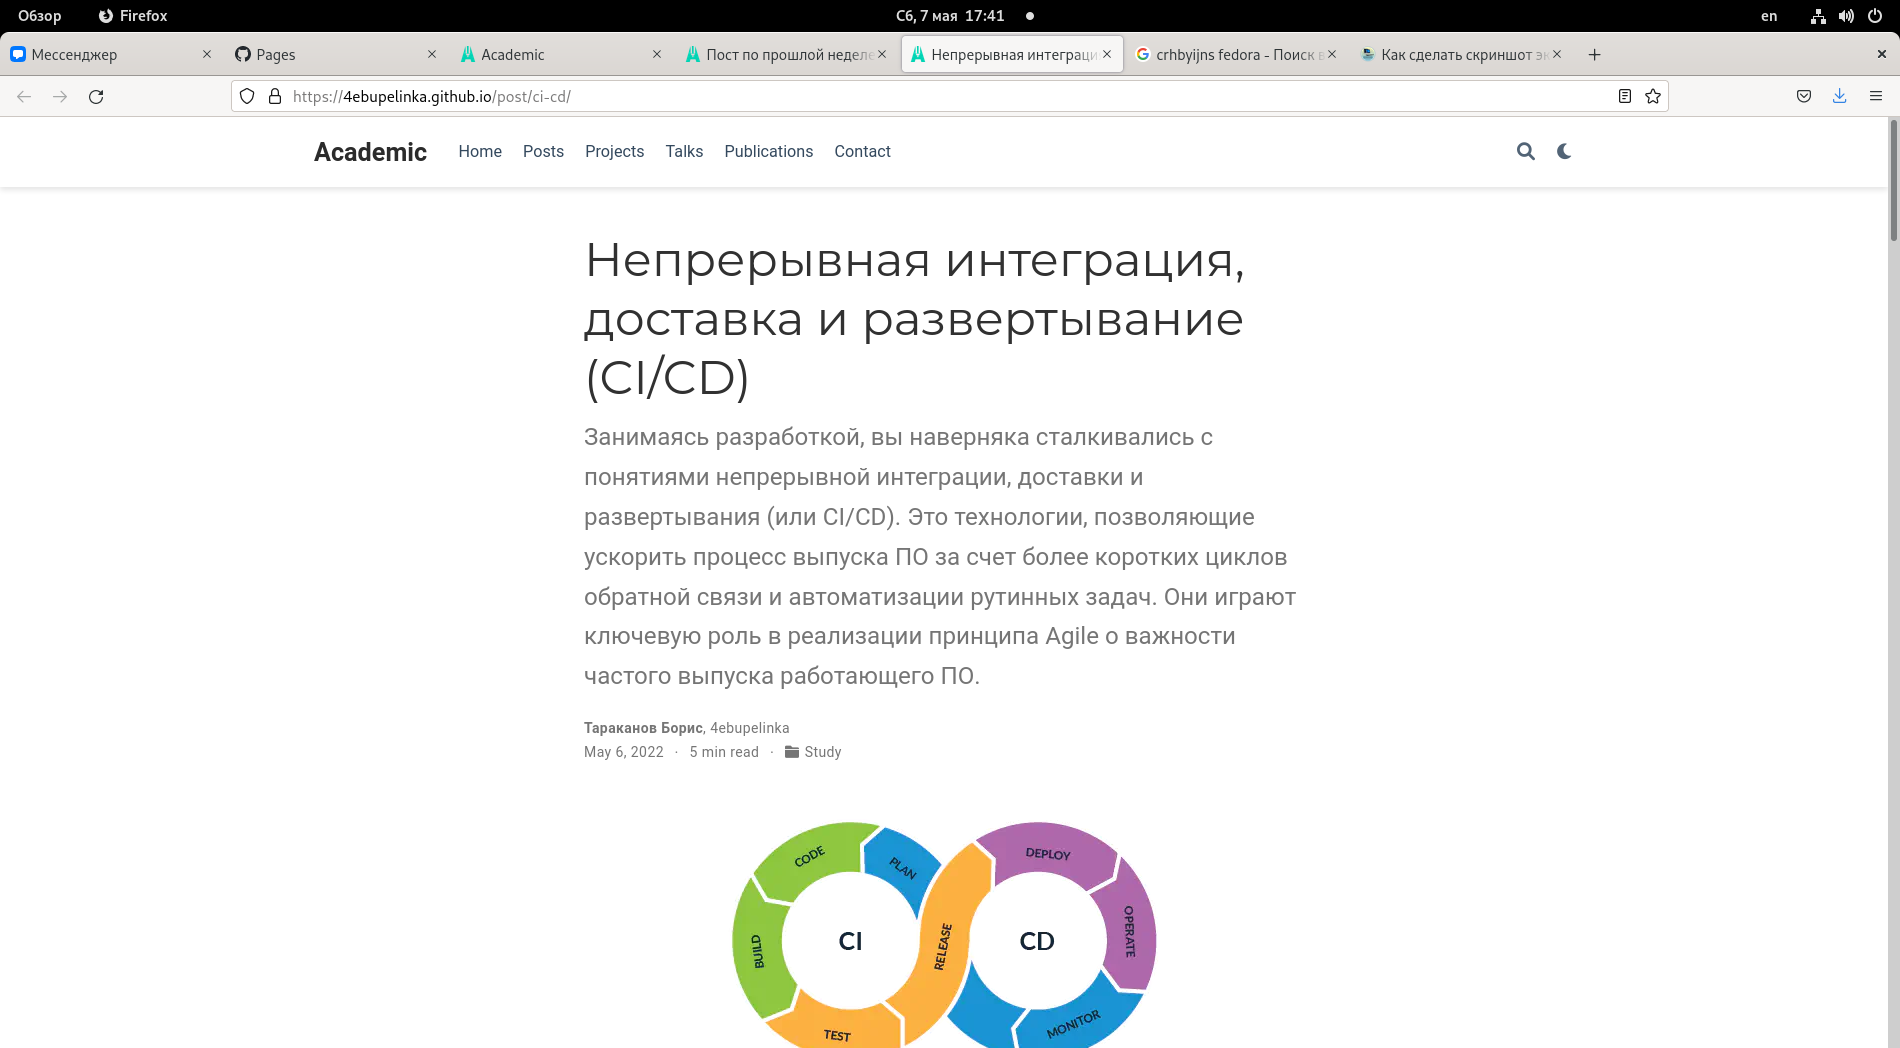 Обзор Firefox Сб, 7 мая 17:41 en
Мессенджер Pages Academic Пост по прошлой неделе Непрерывная интеграци crhbyijns fedora - Поиск в Как сделать скриншот эк
https://4ebupelinka.github.io/post/ci-cd/
Academic Home Posts Projects Talks Publications Contact
Непрерывная интеграция,
доставка и развертывание
(CI/CD)
Занимаясь разработкой, вы наверняка сталкивались с
понятиями непрерывной интеграции, доставки и
развертывания (или CI/CD). Это технологии, позволяющие
ускорить процесс выпуска ПО за счет более коротких циклов
обратной связи и автоматизации рутинных задач. Они играют
ключевую роль в реализации принципа Agile о важности
частого выпуска работающего ПО.
Тараканов Борис, 4ebupelinka
May 6, 2022 · 5 min read · Study
CODE
PLAN
DEPLOY
BUILD
CI
RELEASE
CD
OPERATE
TEST
MONITOR